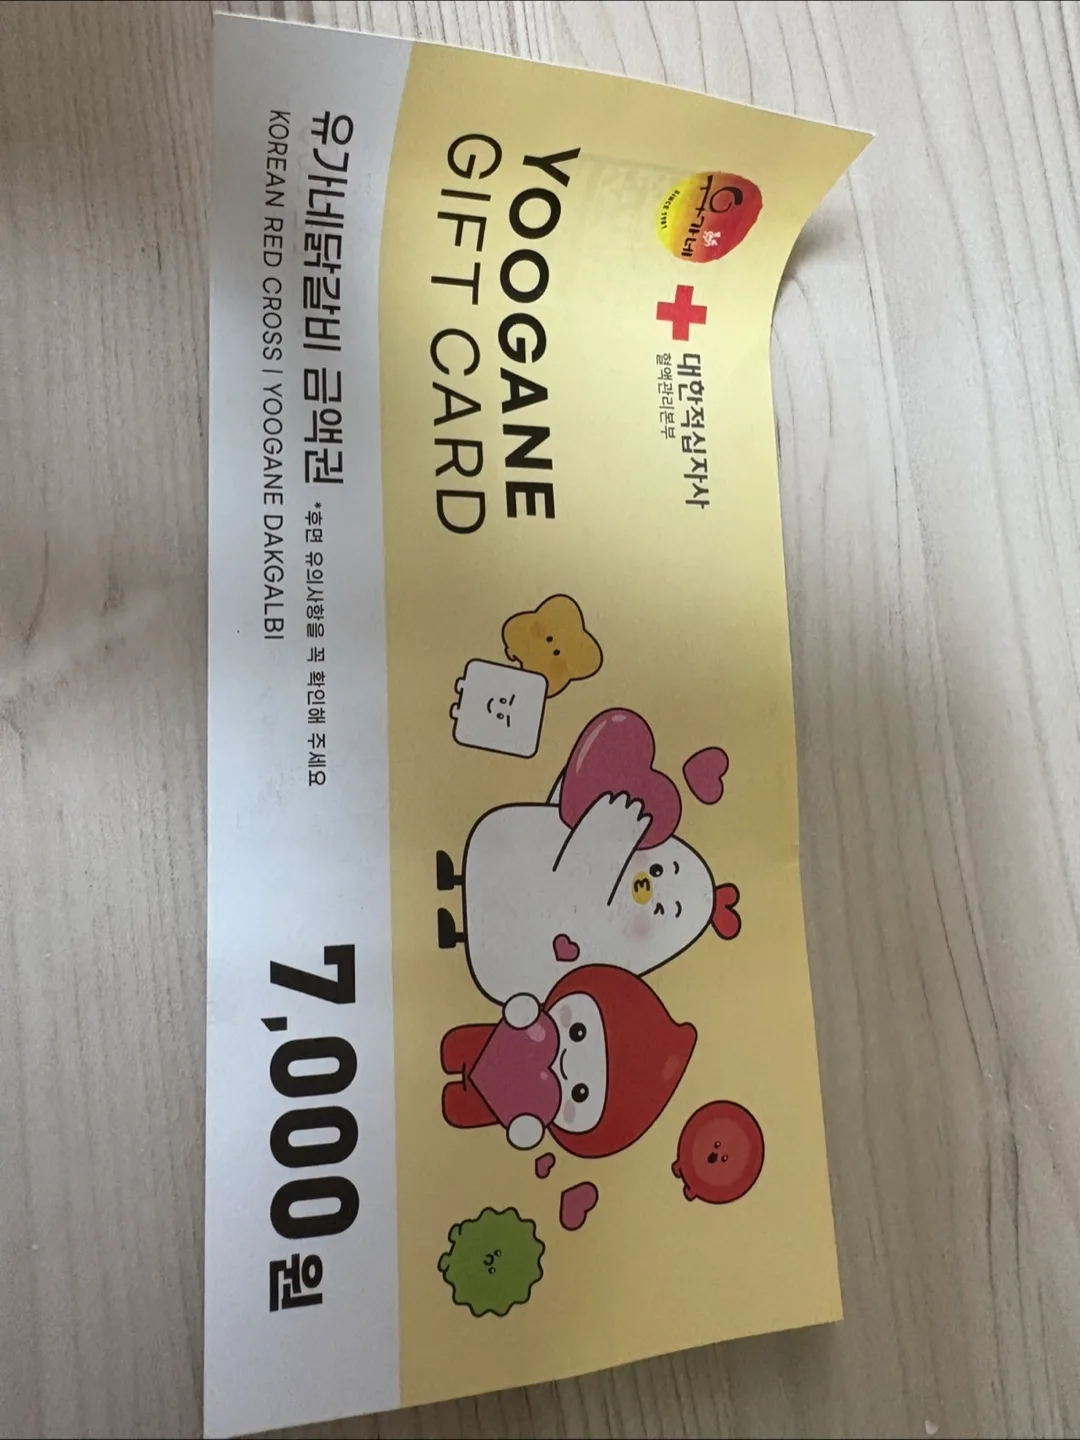 유가네
SINCE 1981
대한적십자사
혈액관리본부
YOOGANE
GIFT CARD
유가네닭갈비 금액권 *후면 유의사항을 꼭 확인해 주세요
KOREAN RED CROSS | YOOGANE DAKGALBI
7,000원